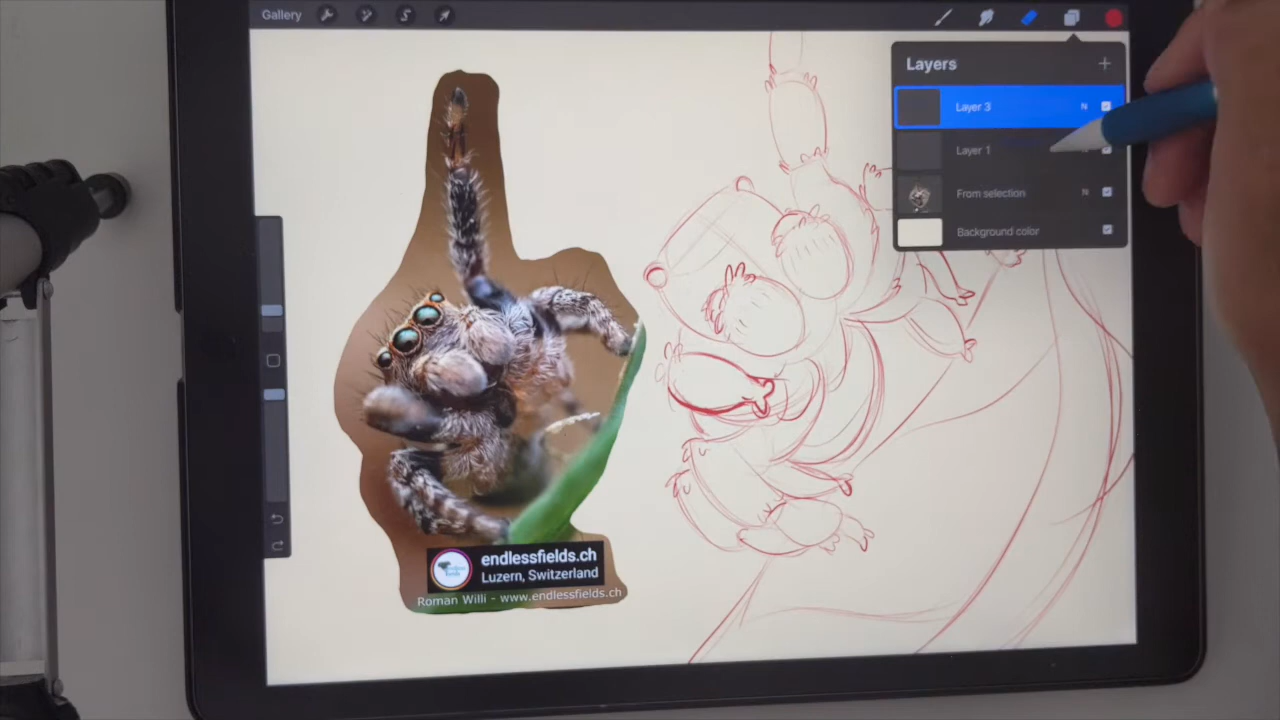 Gallery
Layers
Layer 3
N
Layer 1
From selection
N
Background color
endlessfields.ch
Luzern, Switzerland
Roman Willi - www.endlessfields.ch